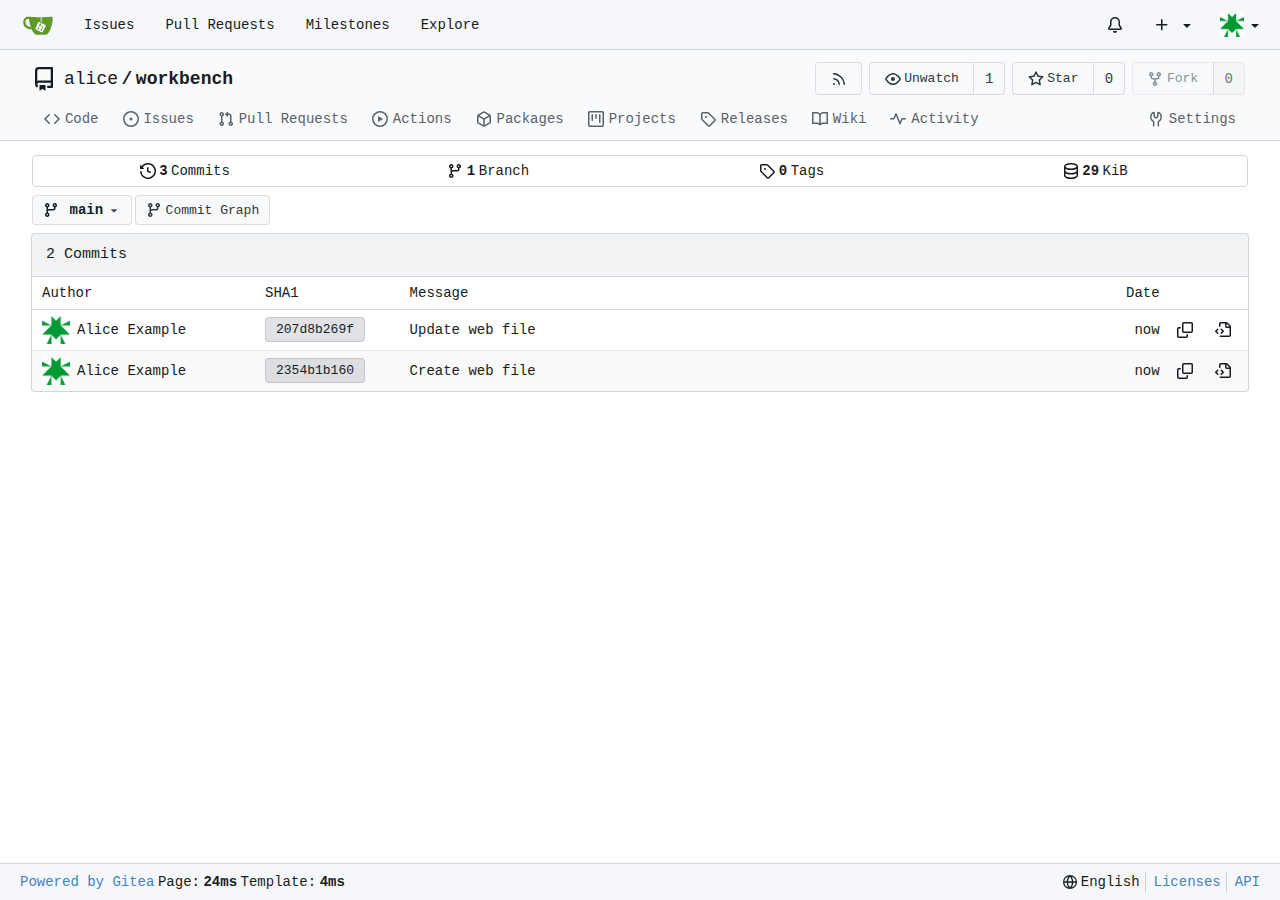 Issues Pull Requests Milestones Explore
alice/workbench Unwatch 1 Star 0 Fork 0
Code Issues Pull Requests Actions Packages Projects Releases Wiki Activity Settings
3 Commits 1 Branch 0 Tags 29 KiB
main Commit Graph
2 Commits
Author SHA1 Message Date
Alice Example 207d8b269f Update web file now
Alice Example 2354b1b160 Create web file now
Powered by Gitea Page: 24ms Template: 4ms English Licenses API